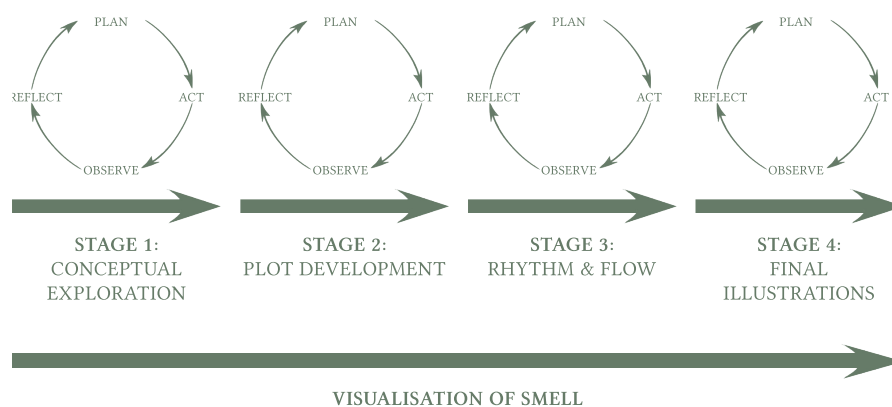 PLAN PLAN PLAN PLAN
REFLECT ACT REFLECT ACT REFLECT ACT REFLECT ACT
OBSERVE OBSERVE OBSERVE OBSERVE
STAGE 1: STAGE 2: STAGE 3: STAGE 4:
CONCEPTUAL PLOT DEVELOPMENT RHYTHM & FLOW FINAL
EXPLORATION ILLUSTRATIONS
VISUALISATION OF SMELL